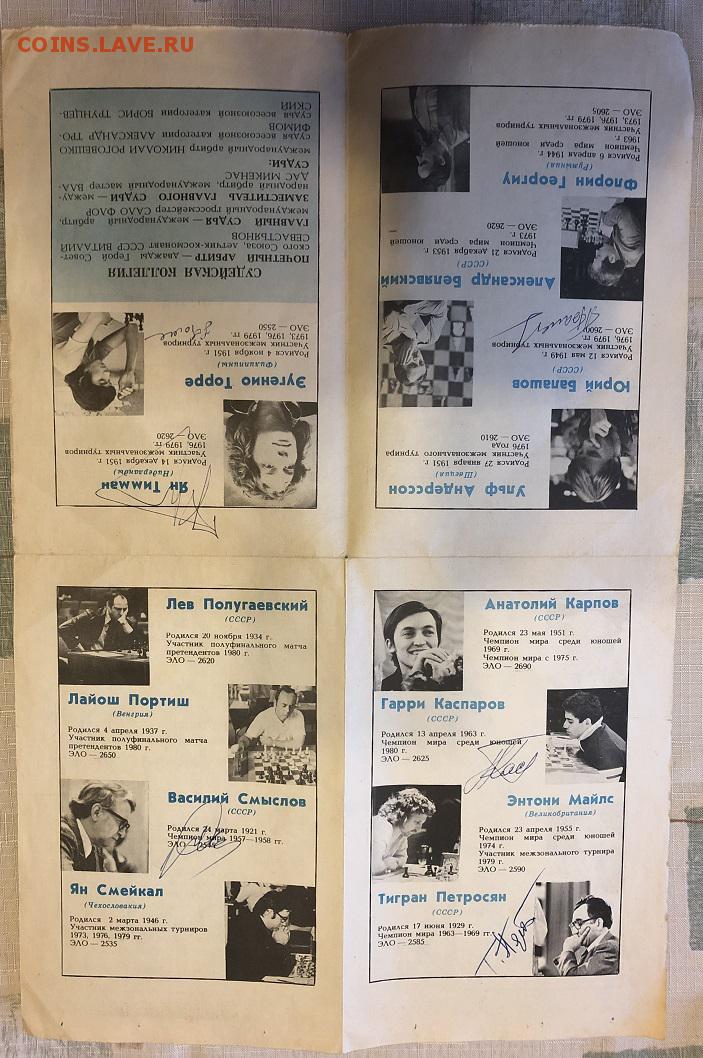 COINS.LAVE.RU
СУДЕЙСКАЯ КОЛЛЕГИЯ
ПОЧЕТНЫЙ АРБИТР — дважды Герой Совет-
ского Союза, летчик-космонавт СССР ВИТАЛИЙ
СЕВАСТЬЯНОВ
ГЛАВНЫЙ СУДЬЯ — международный арбитр,
международный гроссмейстер САЛО ФЛОР
ЗАМЕСТИТЕЛЬ ГЛАВНОГО СУДЬИ — между-
народный арбитр, международный мастер ВЛА-
ДАС МИКЕНАС
СУДЬИ:
международный арбитр НИКОЛАЙ РОГОВЕШКО
судья всесоюзной категории АЛЕКСАНДР ТРО-
ФИМОВ
судья всесоюзной категории БОРИС ТРУНЦЕВ-
СКИЙ
Ян Тимман
(Нидерланды)
Родился 14 декабря 1951 г.
Участник межзональных турниров
1976, 1979 гг.
ЭЛО — 2620
Эугенио Торре
(Филиппины)
Родился 4 ноября 1951 г.
Участник межзональных турниров
1973, 1976, 1979 гг.
ЭЛО — 2550
Ульф Андерссон
(Швеция)
Родился 27 января 1951 г.
Участник межзонального турнира
1976 года
ЭЛО — 2610
Юрий Балашов
(СССР)
Родился 12 мая 1949 г.
Участник межзональных турниров
1976, 1979 гг.
ЭЛО — 2600
Александр Белявский
(СССР)
Родился 21 декабря 1953 г.
Чемпион мира среди юношей
1973 г.
ЭЛО — 2620
Флорин Георгиу
(Румыния)
Родился 6 апреля 1944 г.
Чемпион мира среди юношей
1963 г.
Участник межзональных турниров
1973, 1976, 1979 гг.
ЭЛО — 2605
Лев Полугаевский
(СССР)
Родился 20 ноября 1934 г.
Участник полуфинального матча
претендентов 1980 г.
ЭЛО — 2620
Лайош Портиш
(Венгрия)
Родился 4 апреля 1937 г.
Участник полуфинального матча
претендентов 1980 г.
ЭЛО — 2650
Василий Смыслов
(СССР)
Родился 24 марта 1921 г.
Чемпион мира 1957—1958 гг.
ЭЛО
Ян Смейкал
(Чехословакия)
Родился 2 марта 1946 г.
Участник межзональных турниров
1973, 1976, 1979 гг.
ЭЛО — 2535
Анатолий Карпов
(СССР)
Родился 23 мая 1951 г.
Чемпион мира среди юношей
1969 г.
Чемпион мира с 1975 г.
ЭЛО — 2690
Гарри Каспаров
(СССР)
Родился 13 апреля 1963 г.
Чемпион мира среди юношей
1980 г.
ЭЛО — 2625
Энтони Майлс
(Великобритания)
Родился 23 апреля 1955 г.
Чемпион мира среди юношей
1974 г.
Участник межзонального турнира
1979 г.
ЭЛО — 2590
Тигран Петросян
(СССР)
Родился 17 июня 1929 г.
Чемпион мира 1963—1969 гг.
ЭЛО — 2585